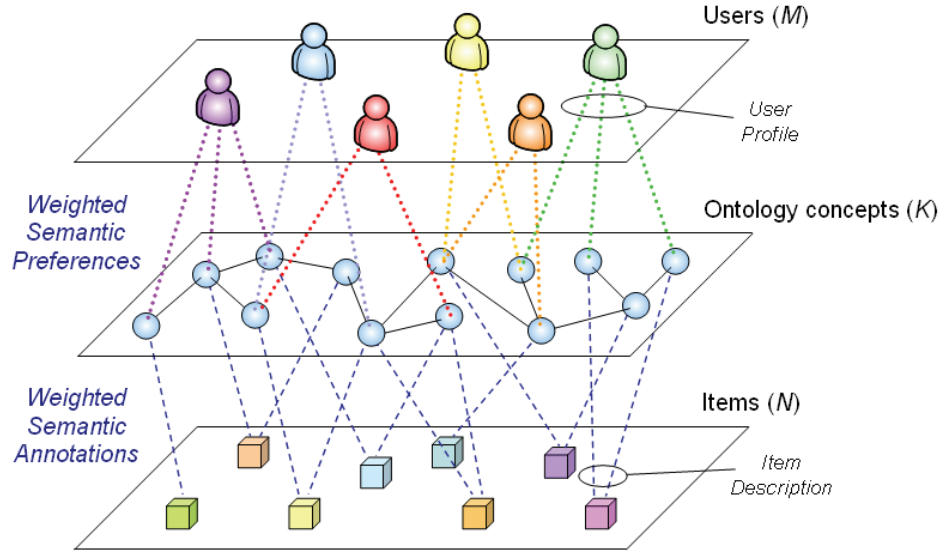 Users (M)
User
Profile
Weighted
Semantic
Preferences
Ontology concepts (K)
Weighted
Semantic
Annotations
Items (N)
Item
Description